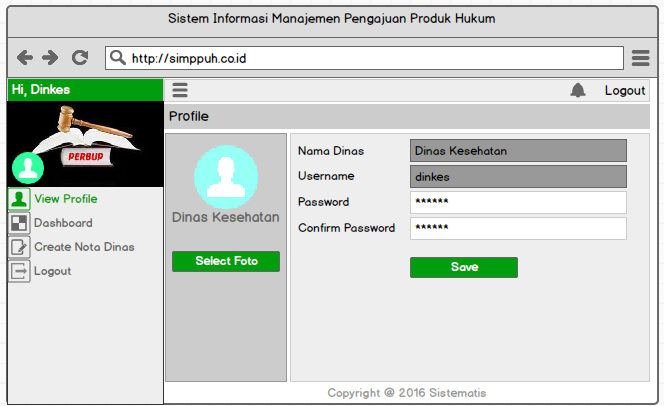 Sistem Informasi Manajemen Pengajuan Produk Hukum
http://simppuh.co.id
Hi, Dinkes
Logout
PERBUP
Profile
View Profile
Dashboard
Create Nota Dinas
Logout
Dinas Kesehatan
Select Foto
Nama Dinas Dinas Kesehatan
Username dinkes
Password ******
Confirm Password ******
Save
Copyright @ 2016 Sistematis